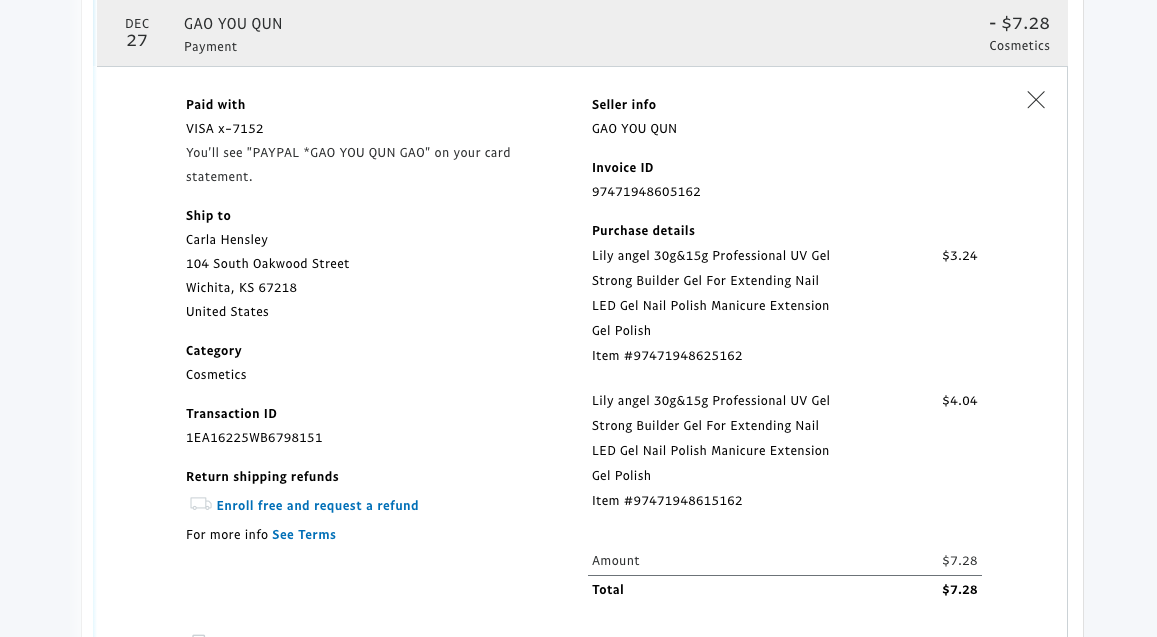 DEC
27
GAO YOU QUN
Payment
- $7.28
Cosmetics
Paid with
VISA x-7152
You'll see "PAYPAL *GAO YOU QUN GAO" on your card
statement.
Ship to
Carla Hensley
104 South Oakwood Street
Wichita, KS 67218
United States
Category
Cosmetics
Transaction ID
1EA16225WB6798151
Return shipping refunds
Enroll free and request a refund
For more info See Terms
Seller info
GAO YOU QUN
Invoice ID
97471948605162
Purchase details
Lily angel 30g&15g Professional UV Gel $3.24
Strong Builder Gel For Extending Nail
LED Gel Nail Polish Manicure Extension
Gel Polish
Item #97471948625162
Lily angel 30g&15g Professional UV Gel $4.04
Strong Builder Gel For Extending Nail
LED Gel Nail Polish Manicure Extension
Gel Polish
Item #97471948615162
Amount $7.28
Total $7.28